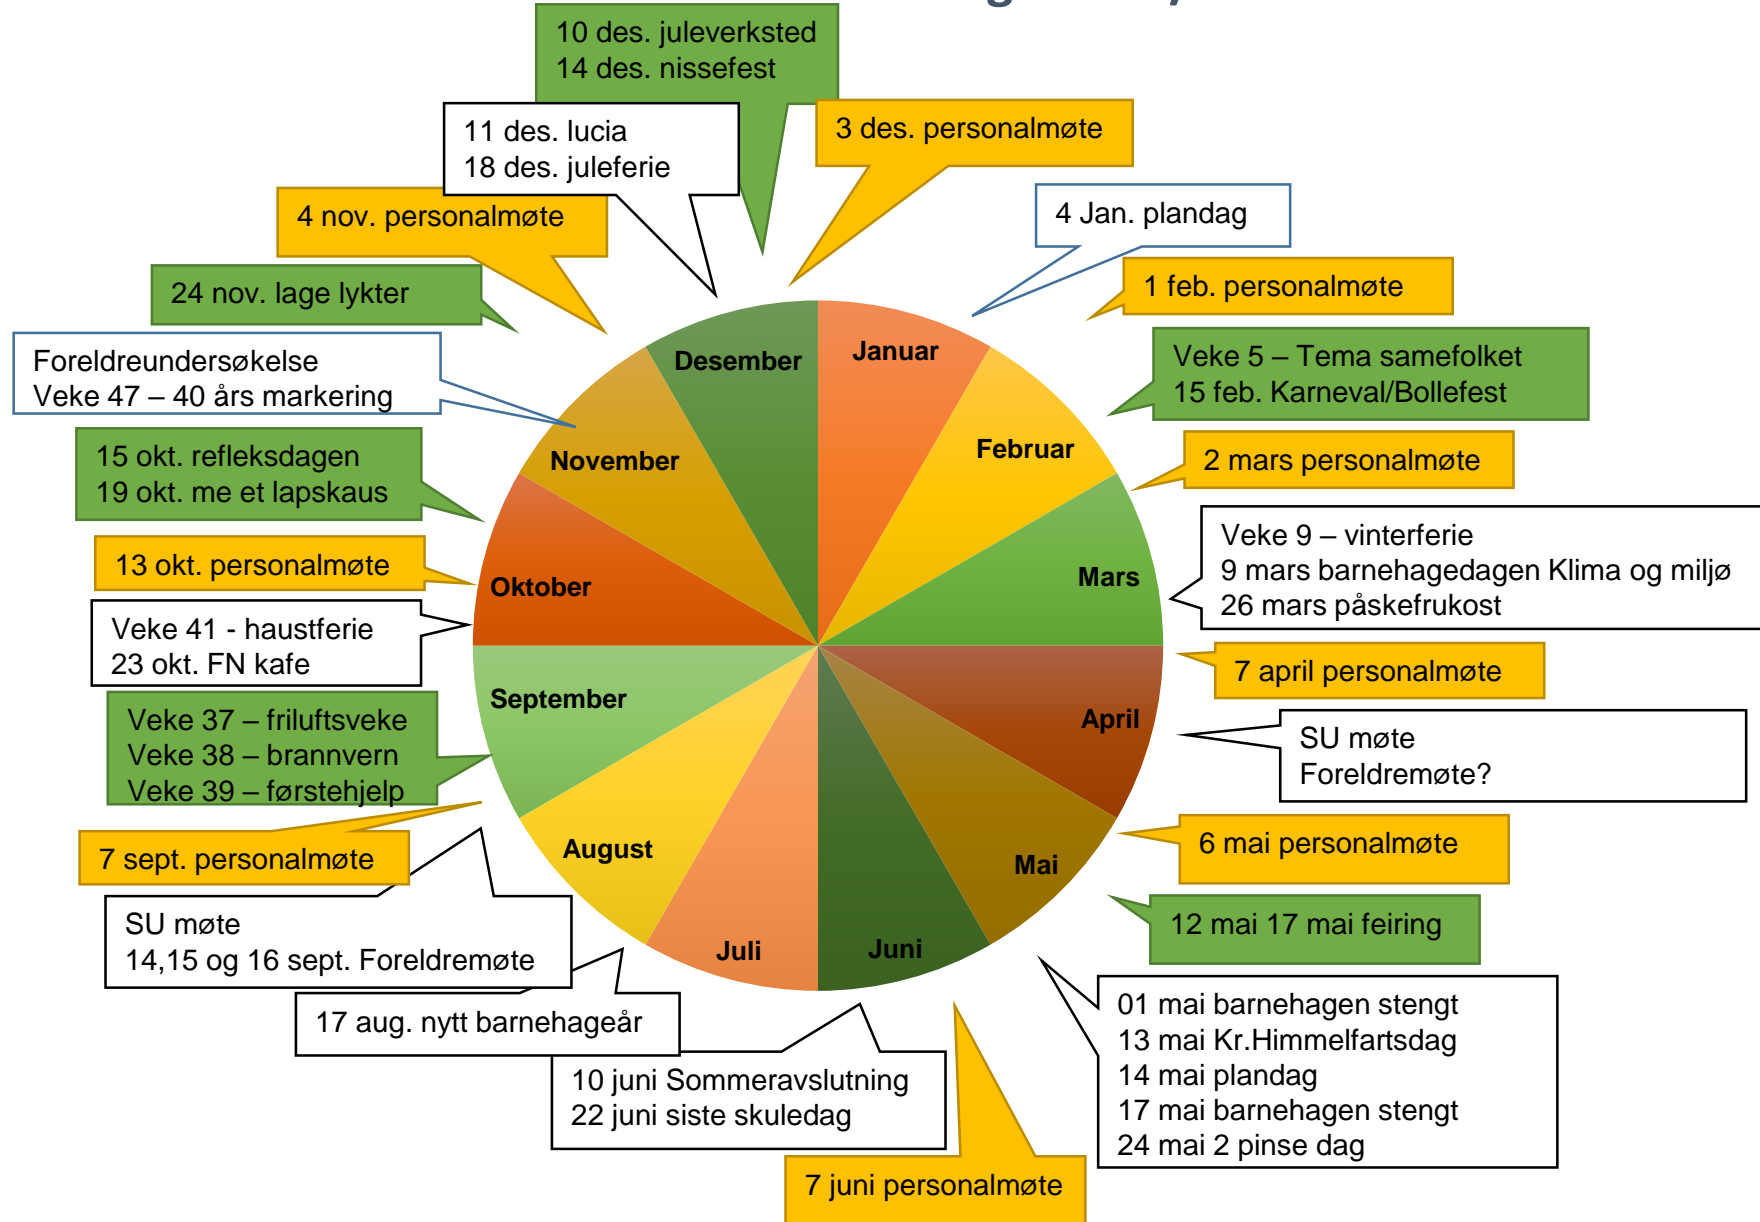 10 des. juleverksted
14 des. nissefest
11 des. lucia
18 des. juleferie
3 des. personalmøte
4 nov. personalmøte
4 Jan. plandag
24 nov. lage lykter
1 feb. personalmøte
Foreldreundersøkelse
Veke 47 – 40 års markering
Veke 5 – Tema samefolket
15 feb. Karneval/Bollefest
15 okt. refleksdagen
19 okt. me et lapskaus
2 mars personalmøte
13 okt. personalmøte
Veke 9 – vinterferie
9 mars barnehagedagen Klima og miljø
26 mars påskefrukost
Veke 41 - haustferie
23 okt. FN kafe
7 april personalmøte
Veke 37 – friluftsveke
Veke 38 – brannvern
Veke 39 – førstehjelp
SU møte
Foreldremøte?
7 sept. personalmøte
6 mai personalmøte
SU møte
14,15 og 16 sept. Foreldremøte
12 mai 17 mai feiring
17 aug. nytt barnehageår
01 mai barnehagen stengt
13 mai Kr.Himmelfartsdag
14 mai plandag
17 mai barnehagen stengt
24 mai 2 pinse dag
10 juni Sommeravslutning
22 juni siste skuledag
7 juni personalmøte
Januar
Februar
Mars
April
Mai
Juni
Juli
August
September
Oktober
November
Desember